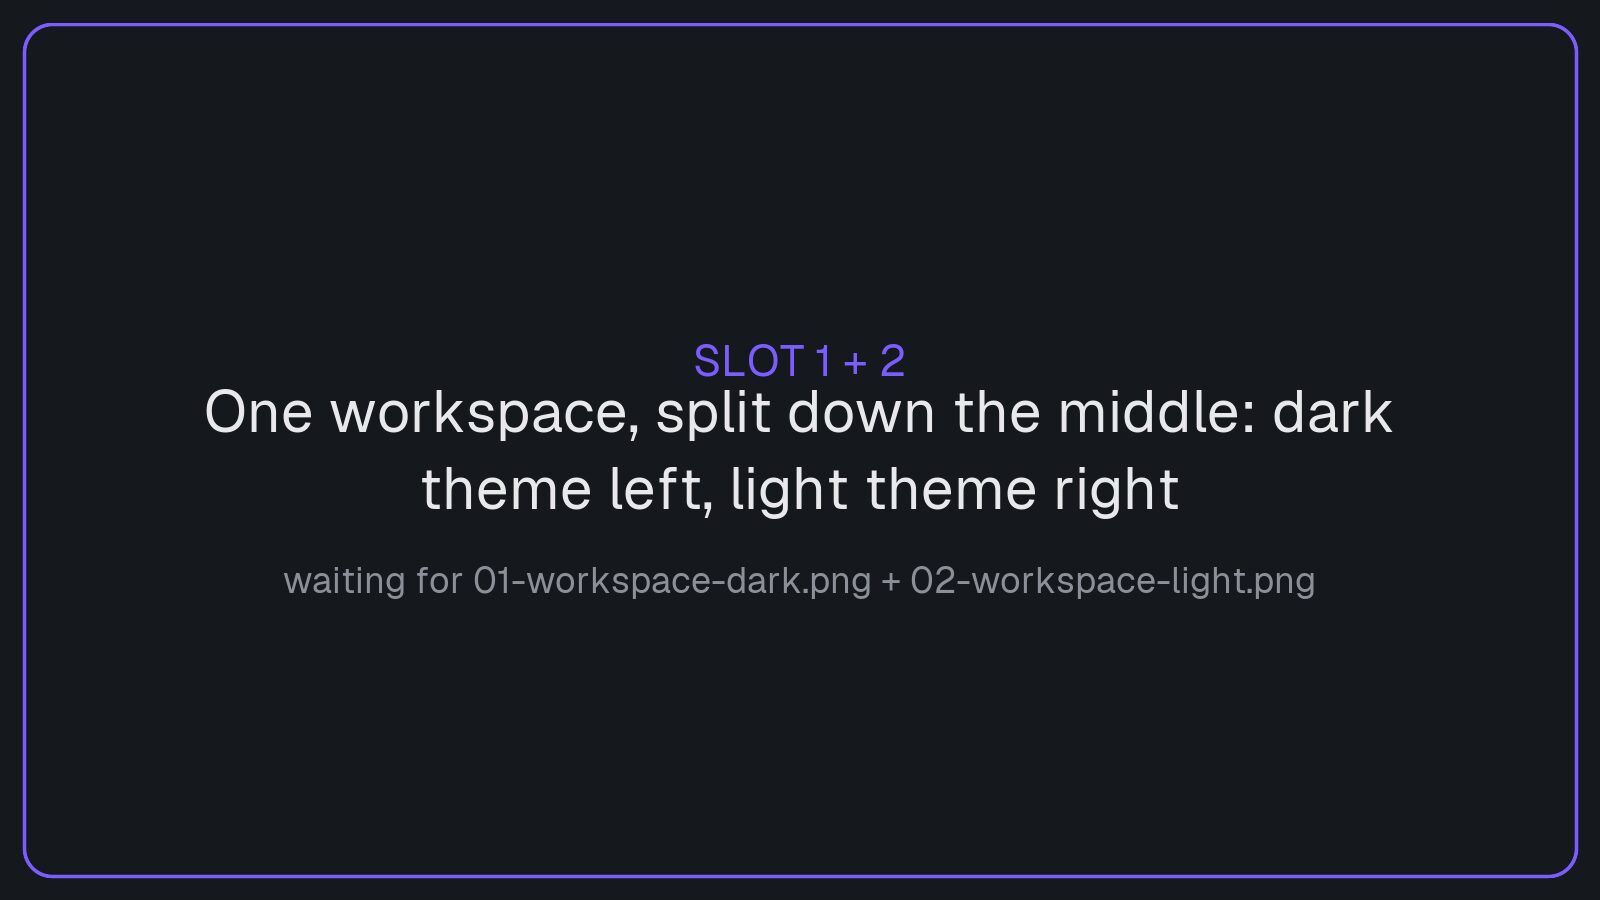 SLOT 1 + 2
One workspace, split down the middle: dark
theme left, light theme right
waiting for 01-workspace-dark.png + 02-workspace-light.png